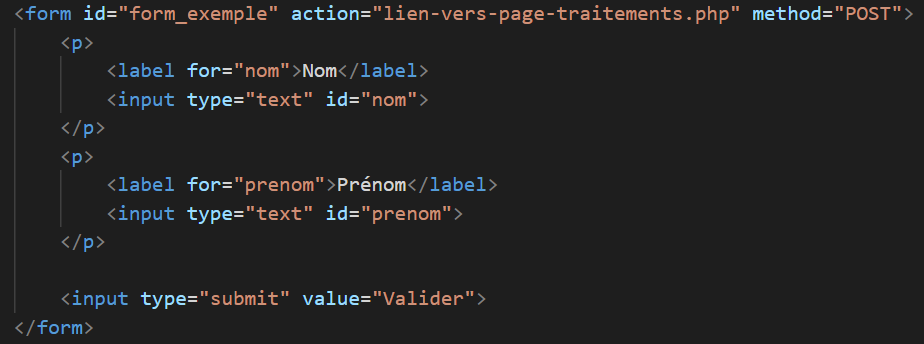 <form id="form_exemple" action="lien-vers-page-traitements.php" method="POST">
    <p>
        <label for="nom">Nom</label>
        <input type="text" id="nom">
    </p>
    <p>
        <label for="prenom">Prénom</label>
        <input type="text" id="prenom">
    </p>

    <input type="submit" value="Valider">
</form>